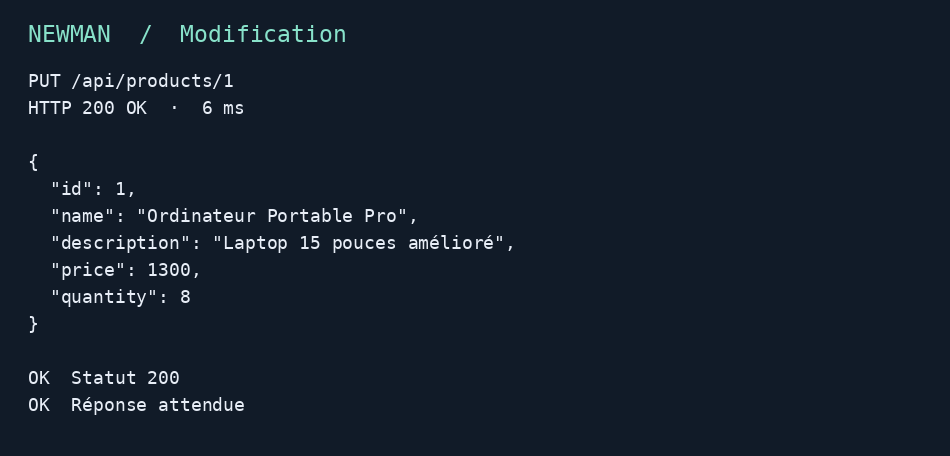 NEWMAN / Modification
PUT /api/products/1
HTTP 200 OK · 6 ms
{
  "id": 1,
  "name": "Ordinateur Portable Pro",
  "description": "Laptop 15 pouces amélioré",
  "price": 1300,
  "quantity": 8
}
OK Statut 200
OK Réponse attendue